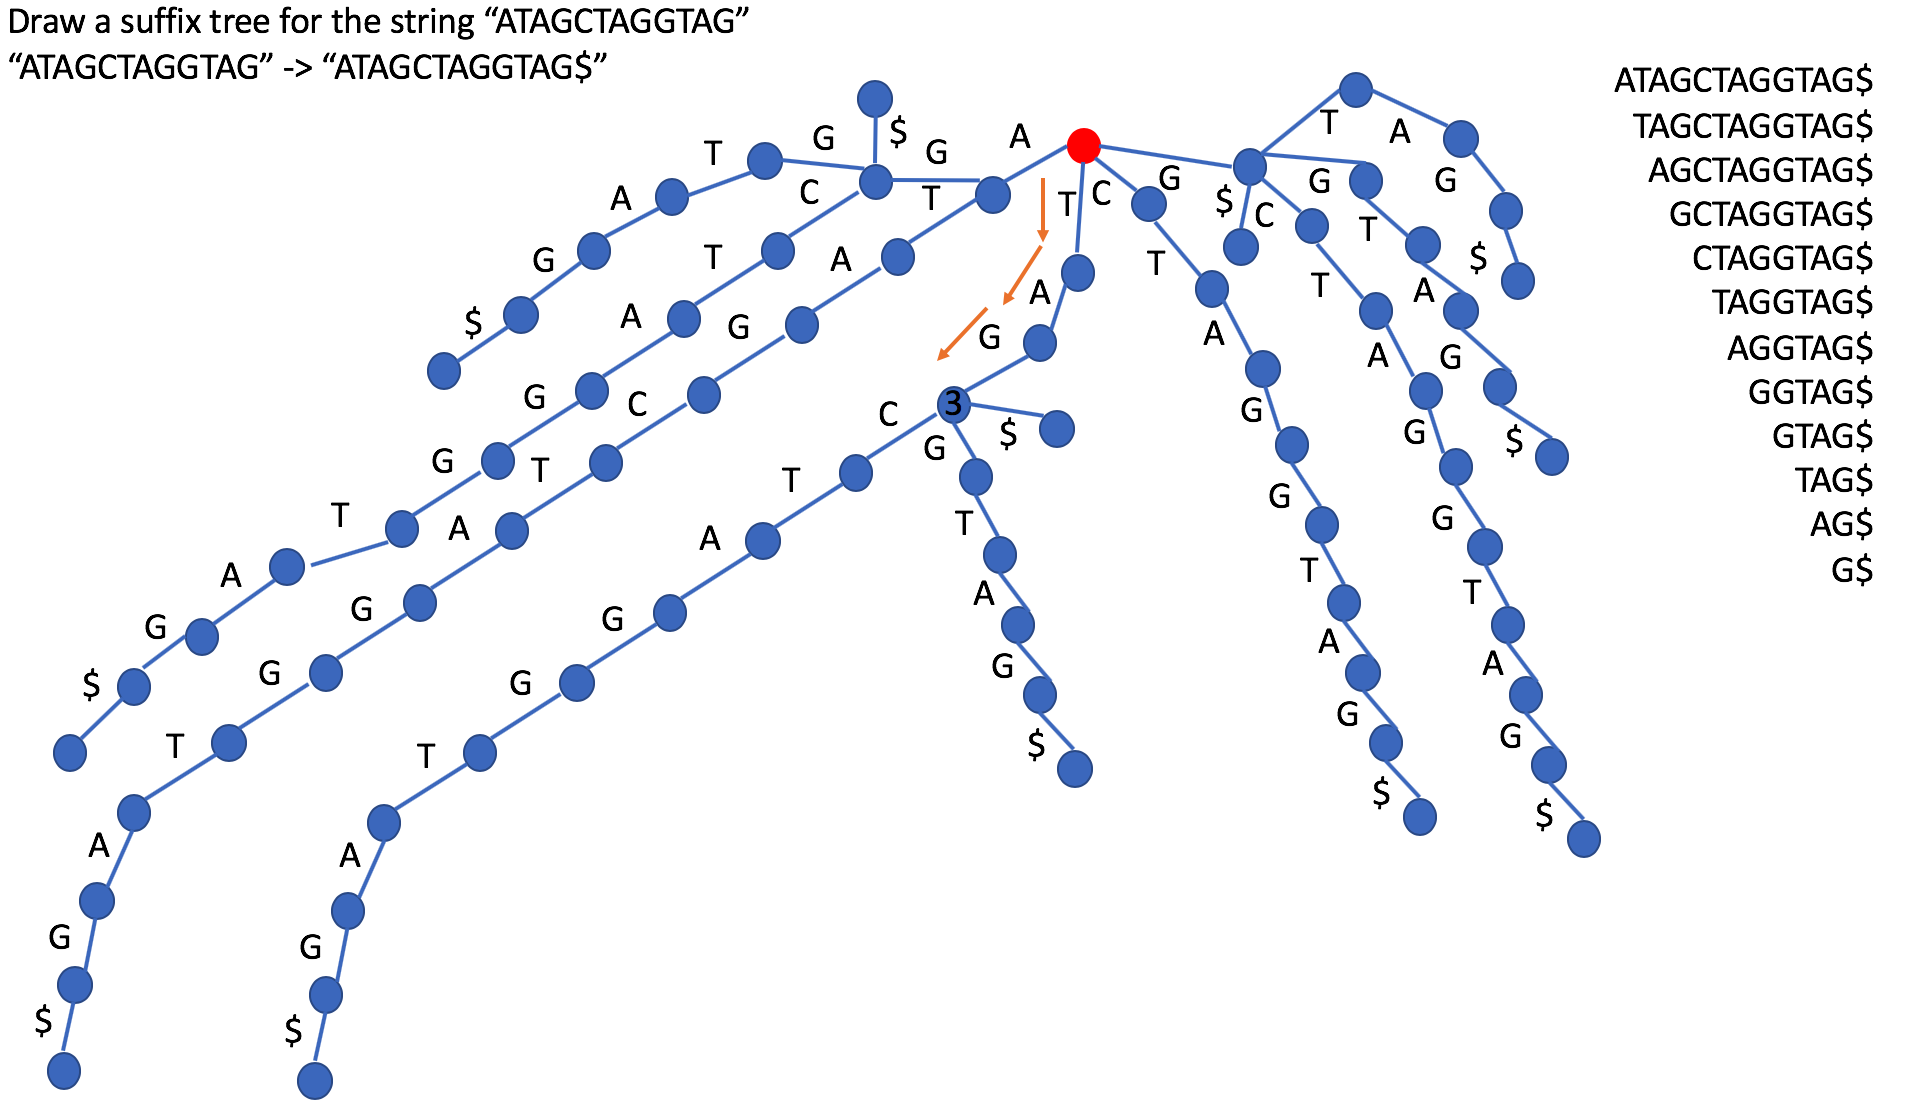 Draw a suffix tree for the string “ATAGCTAGGTAG”
“ATAGCTAGGTAG” -> “ATAGCTAGGTAG$”
A
G
$
G
T
A
G
$
C
T
A
G
G
T
A
G
$
T
A
G
C
T
A
G
G
T
A
G
$
T
A
G
3
$
C
T
A
G
G
T
A
G
$
G
T
A
G
$
C
T
A
G
G
T
A
G
$
G
$
C
T
A
G
G
T
A
G
$
G
T
A
G
$
T
A
G
$
ATAGCTAGGTAG$
TAGCTAGGTAG$
AGCTAGGTAG$
GCTAGGTAG$
CTAGGTAG$
TAGGTAG$
AGGTAG$
GGTAG$
GTAG$
TAG$
AG$
G$